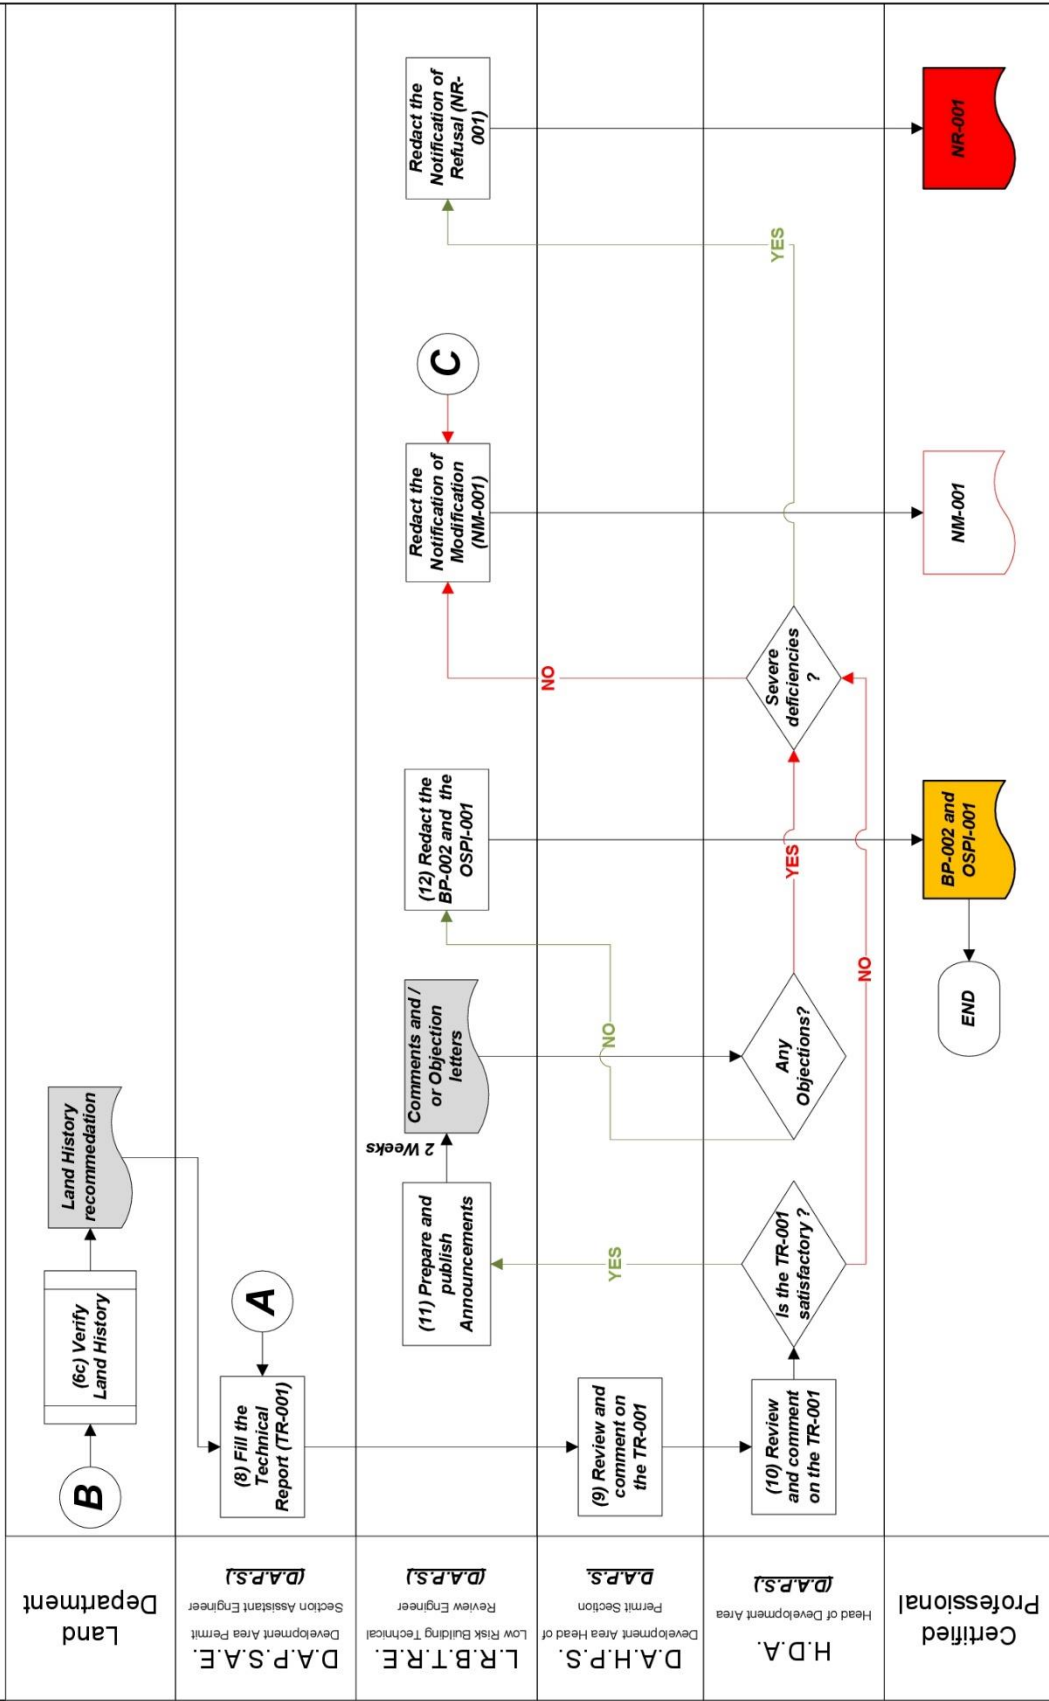 Land
Department
B
(6c) Verify
Land History
Land History
recommedation
D.A.P.S.A.E.
Development Area Permit
Section Assistant Engineer
(D.A.P.S.)
(8) Fill the
Technical
Report (TR-001)
A
L.R.B.T.R.E.
Low Risk Building Technical
Review Engineer
(D.A.P.S.)
(11) Prepare and
publish
Announcements
2 Weeks
Comments and /
or Objection
letters
(12) Redact the
BP-002 and the
OSPI-001
Redact the
Notification of
Modification
(NM-001)
C
Redact the
Notification of
Refusal (NR-
001)
D.A.H.P.S.
Development Area Head of
Permit Section
D.A.P.S.
(9) Review and
comment on
the TR-001
YES
NO
NO
H.D.A.
Head of Development Area
(D.A.P.S.)
(10) Review
and comment
on the TR-001
Is the TR-001
satisfactory ?
Any
Objections?
YES
NO
Severe
deficiencies
?
YES
Certified
Professional
END
BP-002 and
OSPI-001
NM-001
NR-001